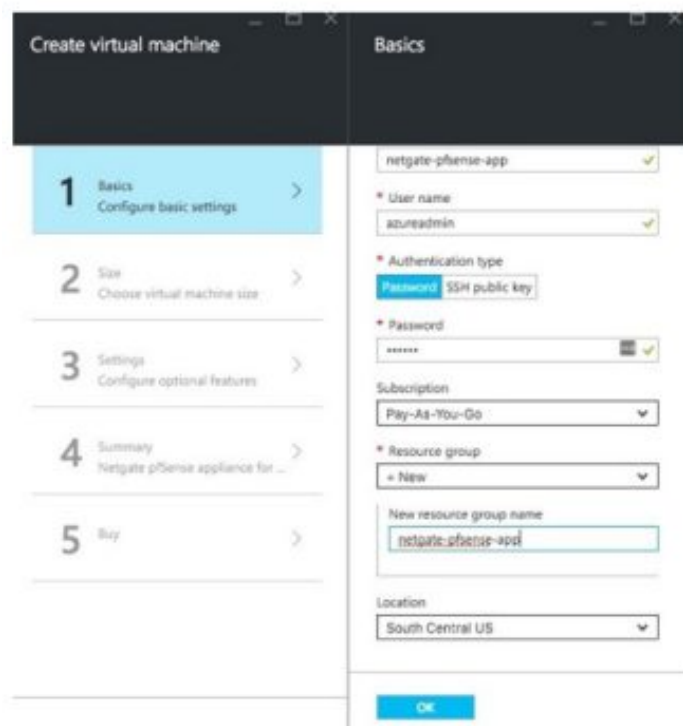 Create virtual machine
1
Basics
Configure basic settings
2
Size
Choose virtual machine size
3
Settings
Configure optional features
4
Summary
Netgate pfSense appliance for ...
5
Buy
Basics
netgate-pfsense-app
* User name
azureadmin
* Authentication type
Password SSH public key
* Password
••••••
Subscription
Pay-As-You-Go
* Resource group
+ New
New resource group name
netgate-pfsense-app
Location
South Central US
OK